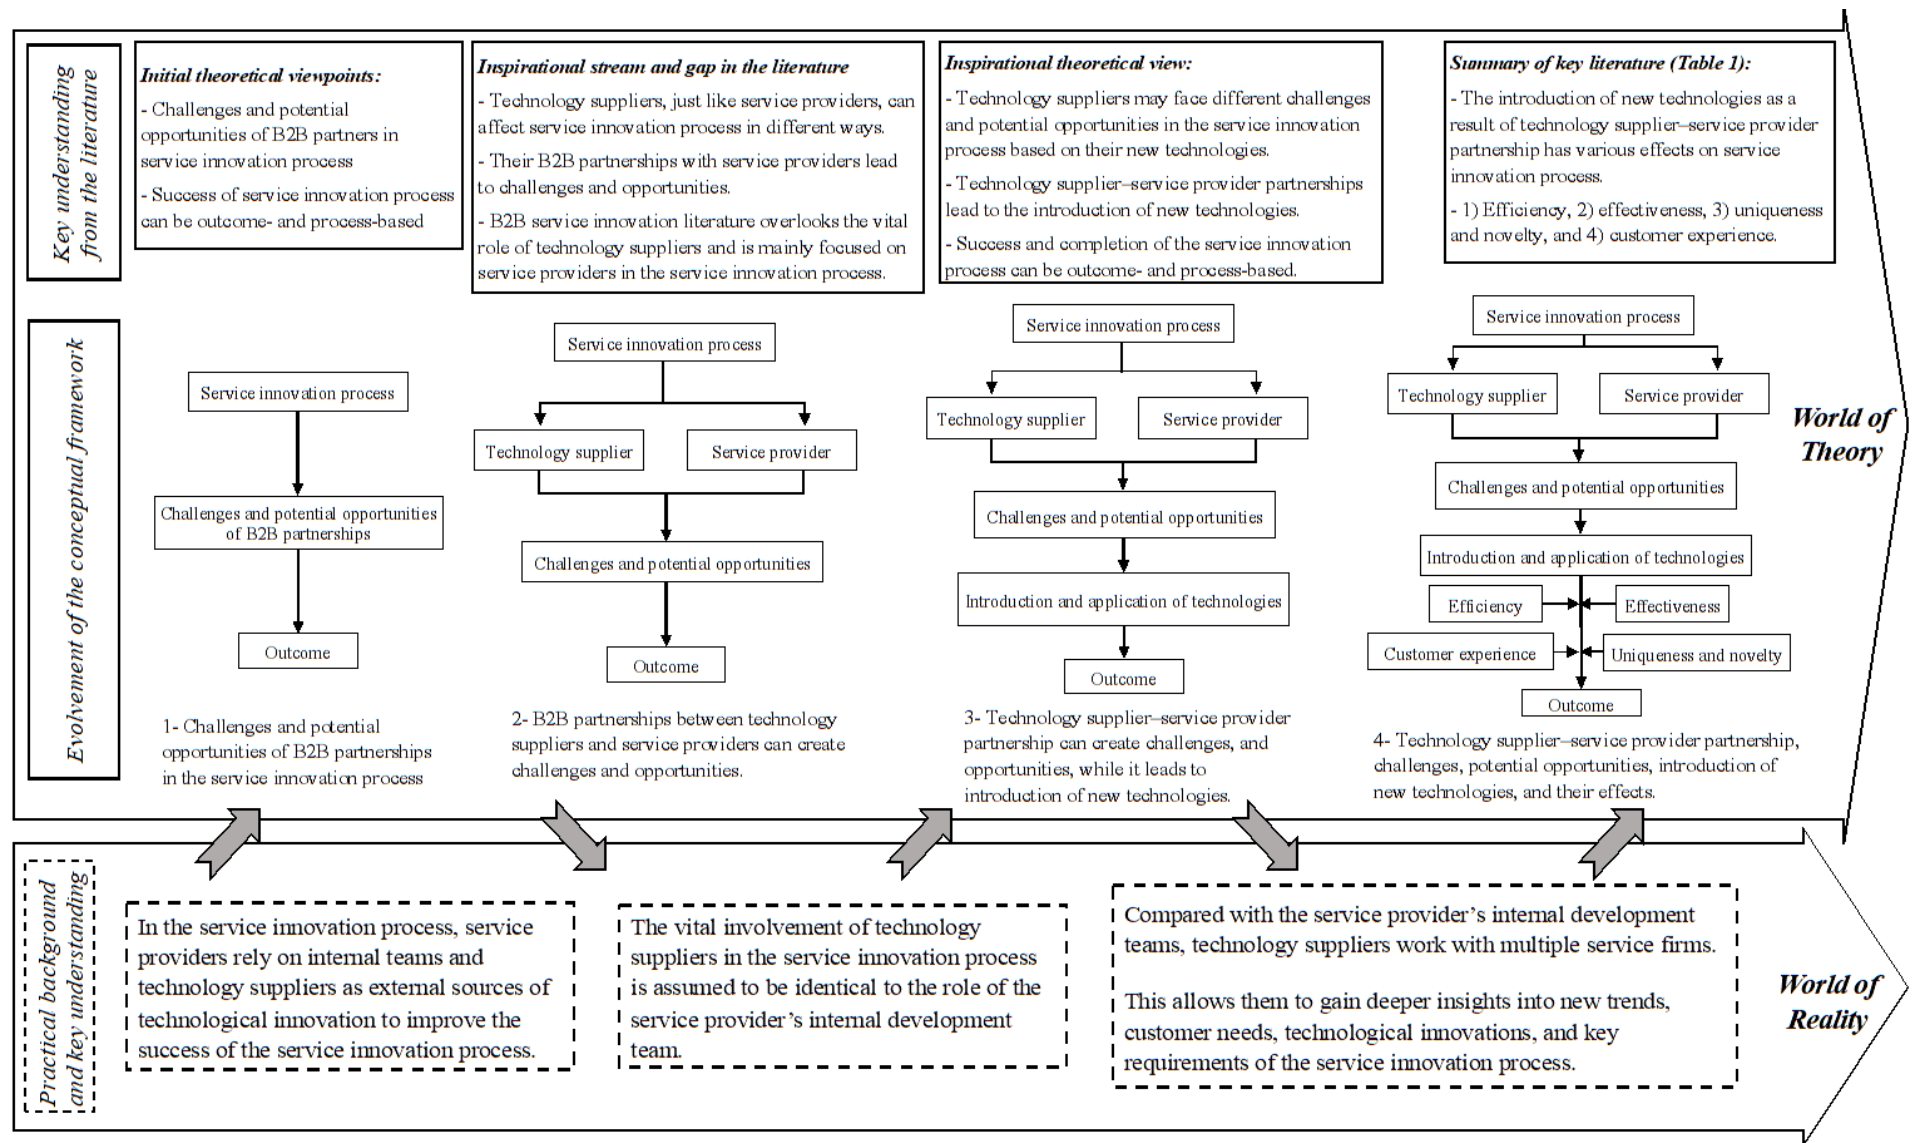 Key understanding
from the literature
Initial theoretical viewpoints:
- Challenges and potential
opportunities of B2B partners in
service innovation process
- Success of service innovation process
can be outcome- and process-based
Inspirational stream and gap in the literature
- Technology suppliers, just like service providers, can
affect service innovation process in different ways.
- Their B2B partnerships with service providers lead
to challenges and opportunities.
- B2B service innovation literature overlooks the vital
role of technology suppliers and is mainly focused on
service providers in the service innovation process.
Inspirational theoretical view:
- Technology suppliers may face different challenges
and potential opportunities in the service innovation
process based on their new technologies.
- Technology supplier–service provider partnerships
lead to the introduction of new technologies.
- Success and completion of the service innovation
process can be outcome- and process-based.
Summary of key literature (Table 1):
- The introduction of new technologies as a
result of technology supplier–service provider
partnership has various effects on service
innovation process.
- 1) Efficiency, 2) effectiveness, 3) uniqueness
and novelty, and 4) customer experience.
Evolvement of the conceptual framework
Service innovation process
Challenges and potential opportunities
of B2B partnerships
Outcome
1- Challenges and potential
opportunities of B2B partnerships
in the service innovation process
Service innovation process
Technology supplier
Service provider
Challenges and potential opportunities
Outcome
2- B2B partnerships between technology
suppliers and service providers can create
challenges and opportunities.
Service innovation process
Technology supplier
Service provider
Challenges and potential opportunities
Introduction and application of technologies
Outcome
3- Technology supplier–service provider
partnership can create challenges, and
opportunities, while it leads to
introduction of new technologies.
Service innovation process
Technology supplier
Service provider
Challenges and potential opportunities
Introduction and application of technologies
Efficiency
Effectiveness
Customer experience
Uniqueness and novelty
Outcome
4- Technology supplier–service provider partnership,
challenges, potential opportunities, introduction of
new technologies, and their effects.
World of
Theory
Practical background
and key understanding
In the service innovation process, service
providers rely on internal teams and
technology suppliers as external sources of
technological innovation to improve the
success of the service innovation process.
The vital involvement of technology
suppliers in the service innovation process
is assumed to be identical to the role of the
service provider's internal development
team.
Compared with the service provider's internal development
teams, technology suppliers work with multiple service firms.
This allows them to gain deeper insights into new trends,
customer needs, technological innovations, and key
requirements of the service innovation process.
World of
Reality